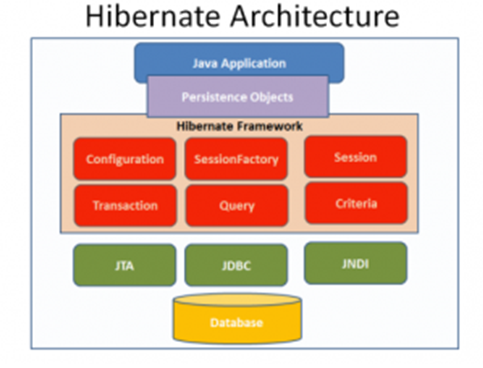 Hibernate Architecture
Java Application
Persistence Objects
Hibernate Framework
Configuration
SessionFactory
Session
Transaction
Query
Criteria
JTA
JDBC
JNDI
Database